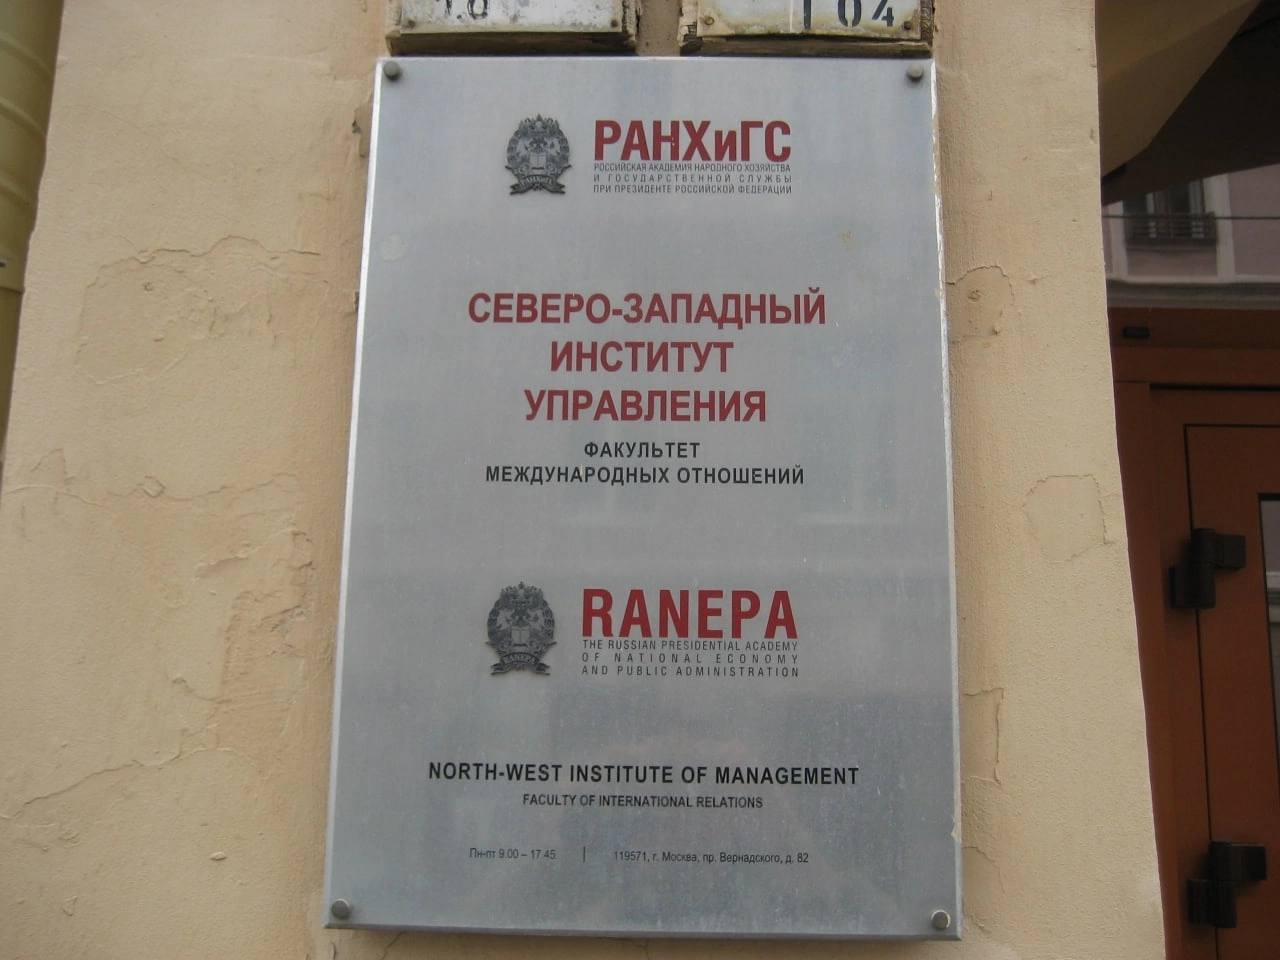 104
РАНХиГС
РОССИЙСКАЯ АКАДЕМИЯ НАРОДНОГО ХОЗЯЙСТВА
И ГОСУДАРСТВЕННОЙ СЛУЖБЫ
ПРИ ПРЕЗИДЕНТЕ РОССИЙСКОЙ ФЕДЕРАЦИИ
СЕВЕРО-ЗАПАДНЫЙ
ИНСТИТУТ
УПРАВЛЕНИЯ
ФАКУЛЬТЕТ
МЕЖДУНАРОДНЫХ ОТНОШЕНИЙ
RANEPA
THE RUSSIAN PRESIDENTIAL ACADEMY
OF NATIONAL ECONOMY
AND PUBLIC ADMINISTRATION
RANEPA
NORTH-WEST INSTITUTE OF MANAGEMENT
FACULTY OF INTERNATIONAL RELATIONS
Пн-пт 9.00 – 17.45 | 119571, г. Москва, пр. Вернадского, д. 82